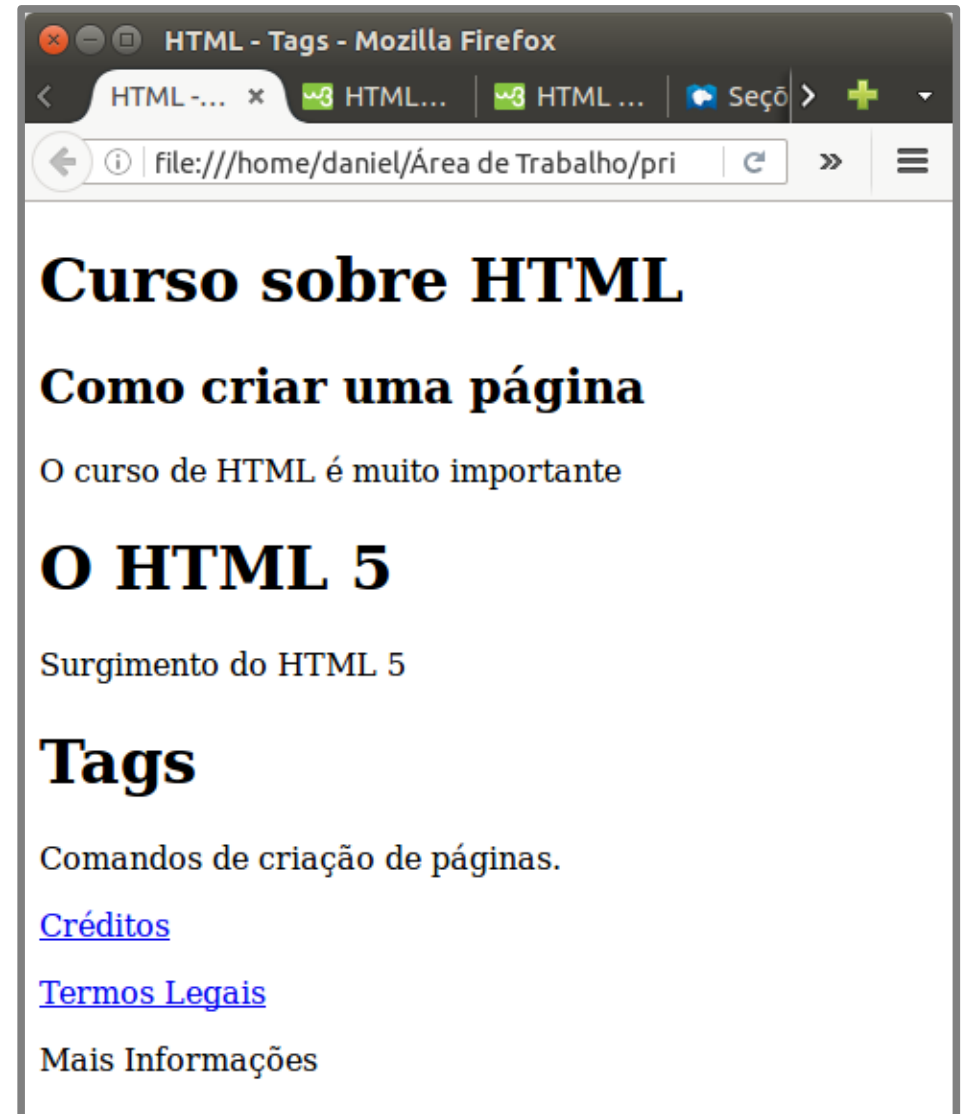 HTML - Tags - Mozilla Firefox
HTML -... HTML... HTML ... Seçõ
file:///home/daniel/Área de Trabalho/pri
Curso sobre HTML
Como criar uma página
O curso de HTML é muito importante
O HTML 5
Surgimento do HTML 5
Tags
Comandos de criação de páginas.
Créditos
Termos Legais
Mais Informações